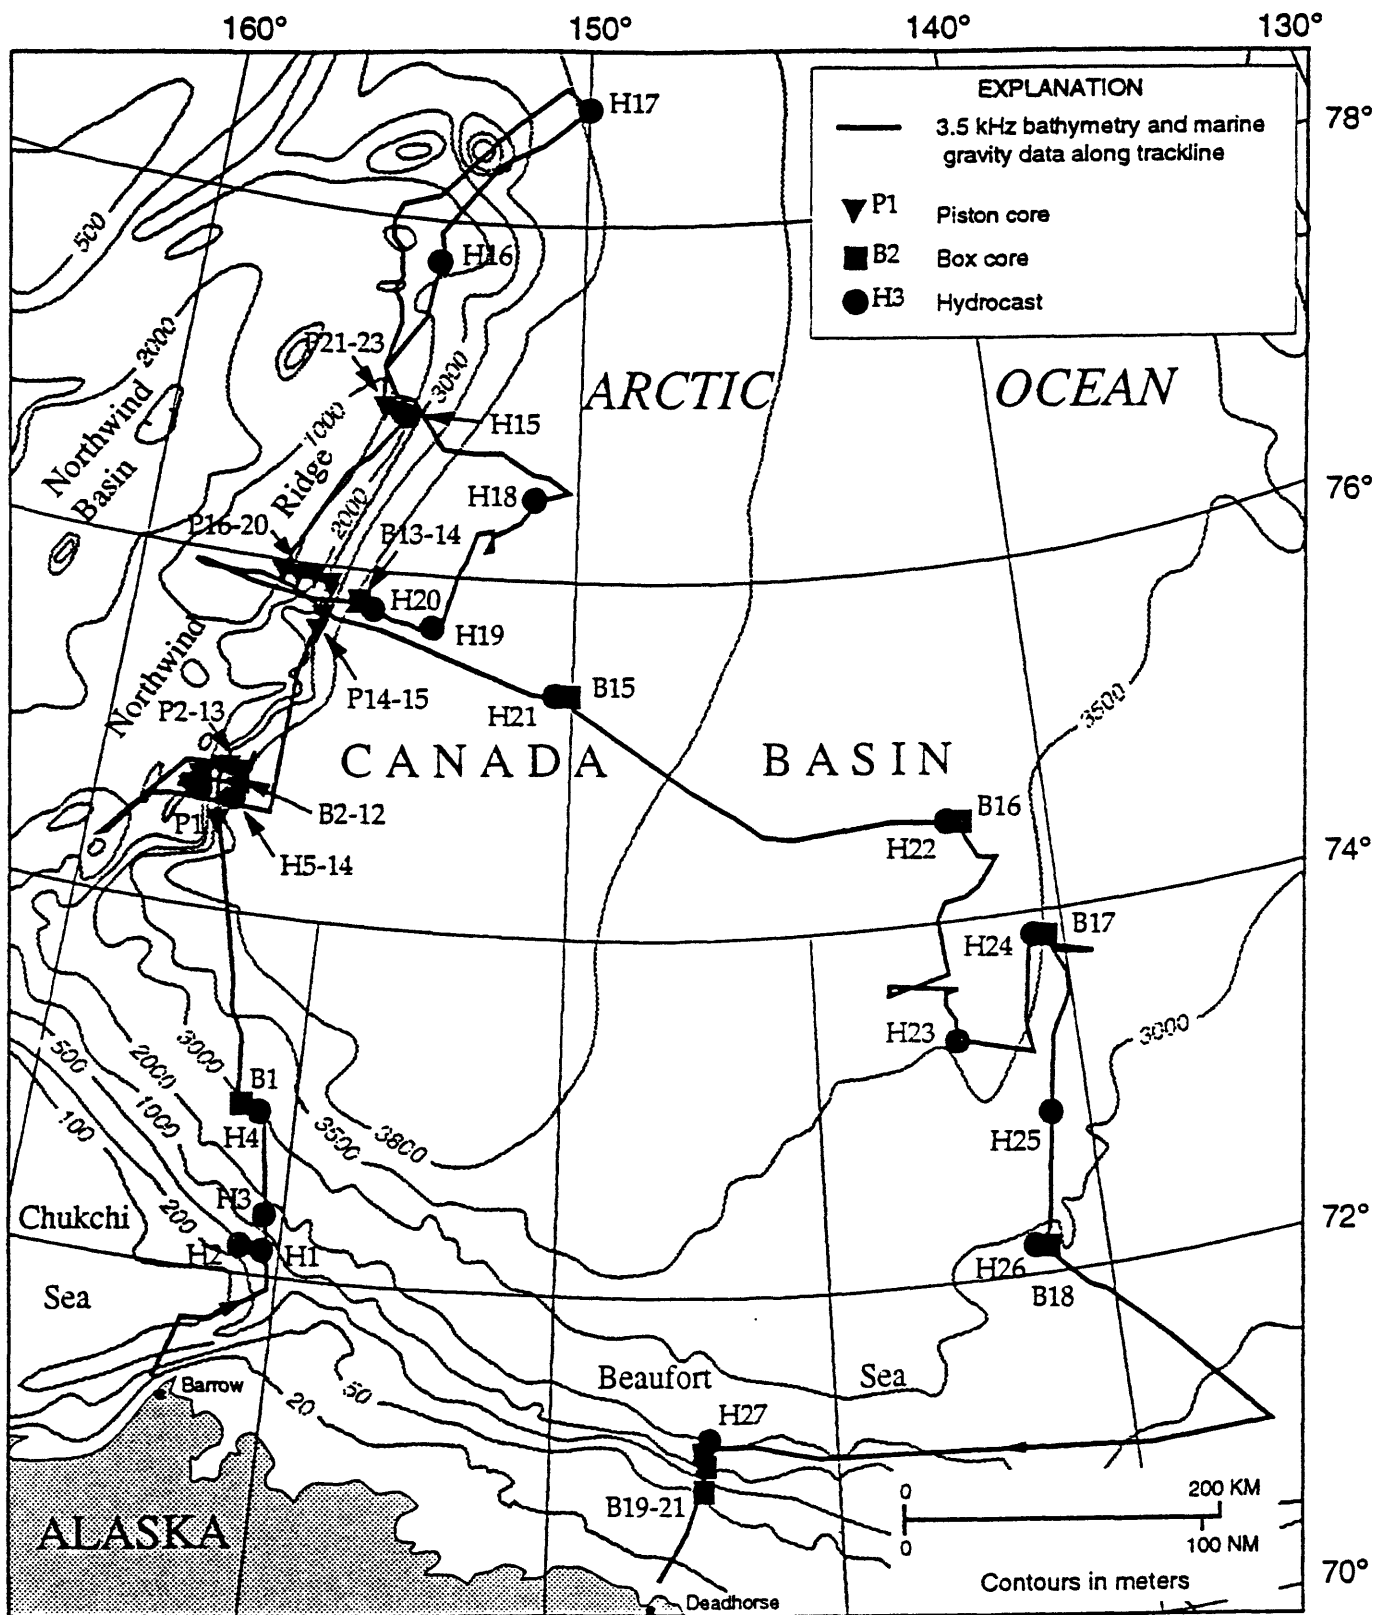 160° 150° 140° 130°
EXPLANATION
3.5 kHz bathymetry and marine
gravity data along trackline
P1 Piston core
B2 Box core
H3 Hydrocast
H17
78°
500
H16
2000
P21-23
3000
ARCTIC OCEAN
1000
H15
Northwind
Basin
Ridge
76°
H18
2000
P16-20
B13-14
H20
H19
Northwind
P14-15
B15
H21
3500
P2-13
CANADA BASIN
B16
B2-12
P1
H22
74°
H5-14
B17
H24
H23
3000
3000
500
2000
B1
1000
100
H4
3500
3800
H25
H3
Chukchi
200
72°
H2
H1
H26
Sea
B18
Barrow
50
20
Beaufort Sea
H27
B19-21
0 200 KM
0 100 NM
ALASKA
70°
Contours in meters
Deadhorse